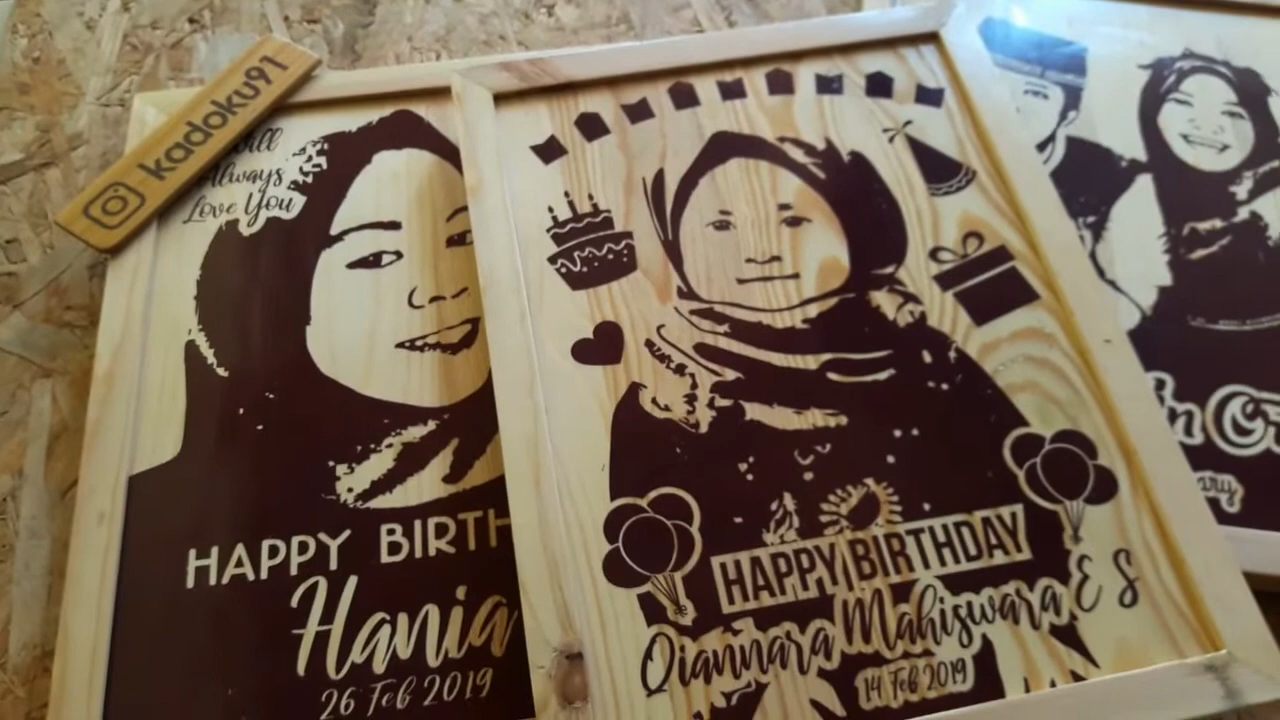 kadoku91
Will
Always
Love You
HAPPY BIRTH
Hania
26 Feb 2019
HAPPY BIRTHDAY
Qiannara Mahiswara E S
14 Feb 2019